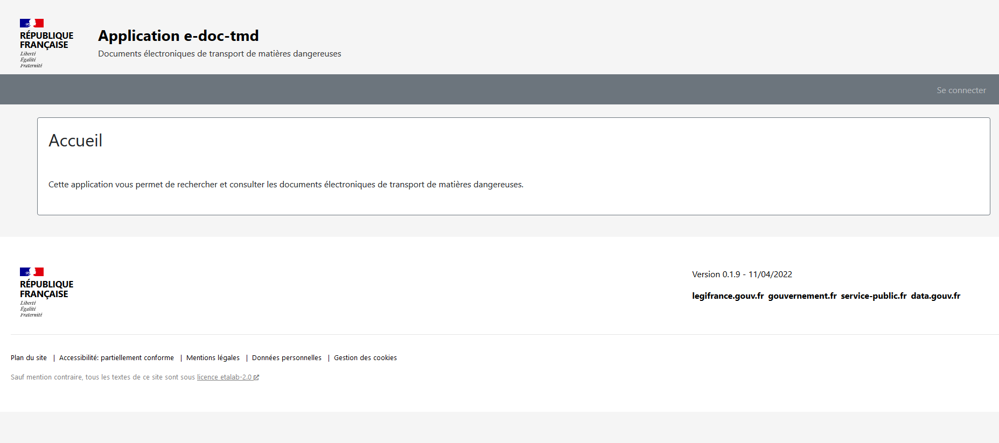 RÉPUBLIQUE
FRANÇAISE
Liberté
Égalité
Fraternité
Application e-doc-tmd
Documents électroniques de transport de matières dangereuses
Se connecter
Accueil
Cette application vous permet de rechercher et consulter les documents électroniques de transport de matières dangereuses.
RÉPUBLIQUE
FRANÇAISE
Liberté
Égalité
Fraternité
Version 0.1.9 - 11/04/2022
legifrance.gouv.fr gouvernement.fr service-public.fr data.gouv.fr
Plan du site | Accessibilité: partiellement conforme | Mentions légales | Données personnelles | Gestion des cookies
Sauf mention contraire, tous les textes de ce site sont sous licence etalab-2.0